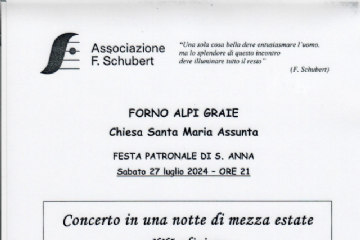 Associazione
F. Schubert
"Una sola cosa bella deve entusiasmare l'uomo,
ma lo splendore di questo incontro
deve illuminare tutto il resto"
(F. Schubert)
FORNO ALPI GRAIE
Chiesa Santa Maria Assunta
FESTA PATRONALE DI S. ANNA
Sabato 27 luglio 2024 – ORE 21
Concerto in una notte di mezza estate